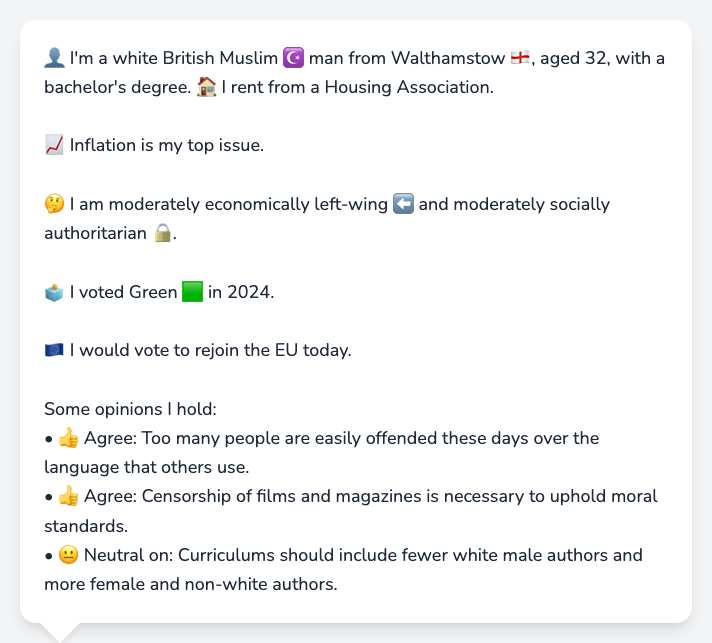 👤 I'm a white British Muslim ☪️ man from Walthamstow 🏴󠁧󠁢󠁥󠁮󠁧󠁿, aged 32, with a
bachelor's degree. 🏠 I rent from a Housing Association.
📈 Inflation is my top issue.
🤔 I am moderately economically left-wing ⬅️ and moderately socially
authoritarian 🔒.
🗳️ I voted Green 🟩 in 2024.
🇪🇺 I would vote to rejoin the EU today.
Some opinions I hold:
• 👍 Agree: Too many people are easily offended these days over the
language that others use.
• 👍 Agree: Censorship of films and magazines is necessary to uphold moral
standards.
• 😐 Neutral on: Curriculums should include fewer white male authors and
more female and non-white authors.